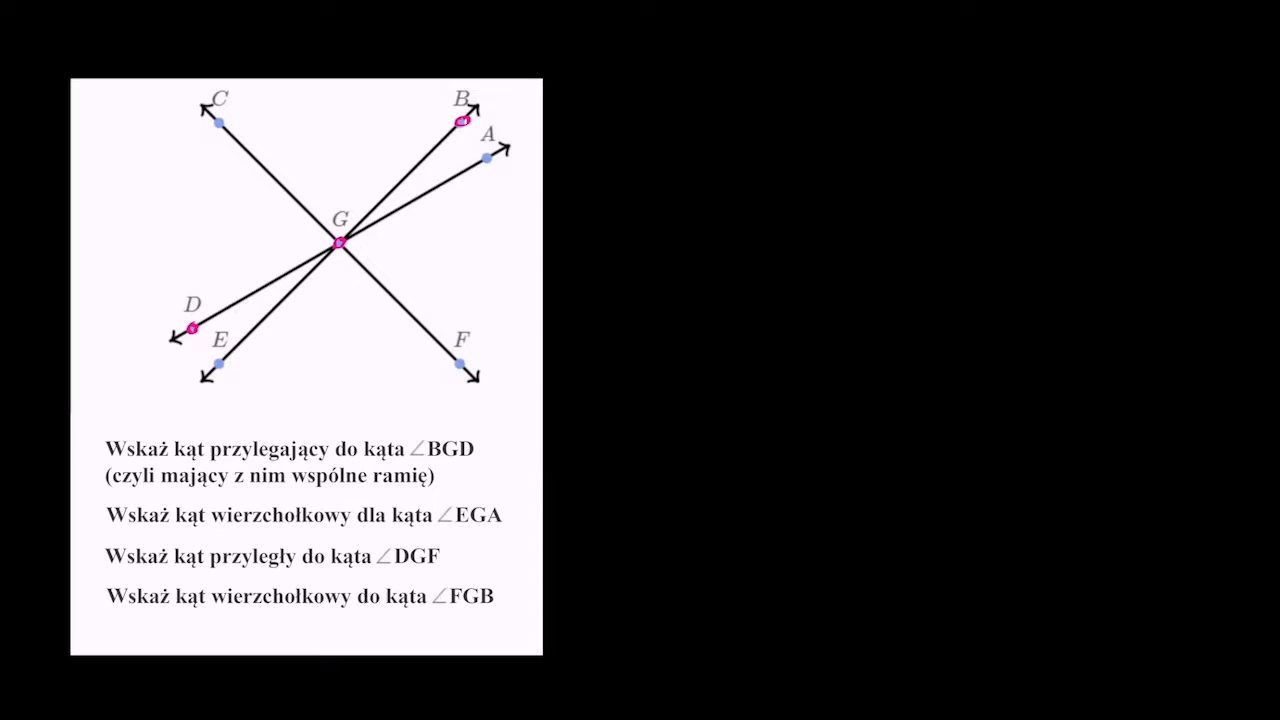 C
B
A
G
D
E
F
Wskaż kąt przylegający do kąta ∠BGD
(czyli mający z nim wspólne ramię)
Wskaż kąt wierzchołkowy dla kąta ∠EGA
Wskaż kąt przyległy do kąta ∠DGF
Wskaż kąt wierzchołkowy do kąta ∠FGB